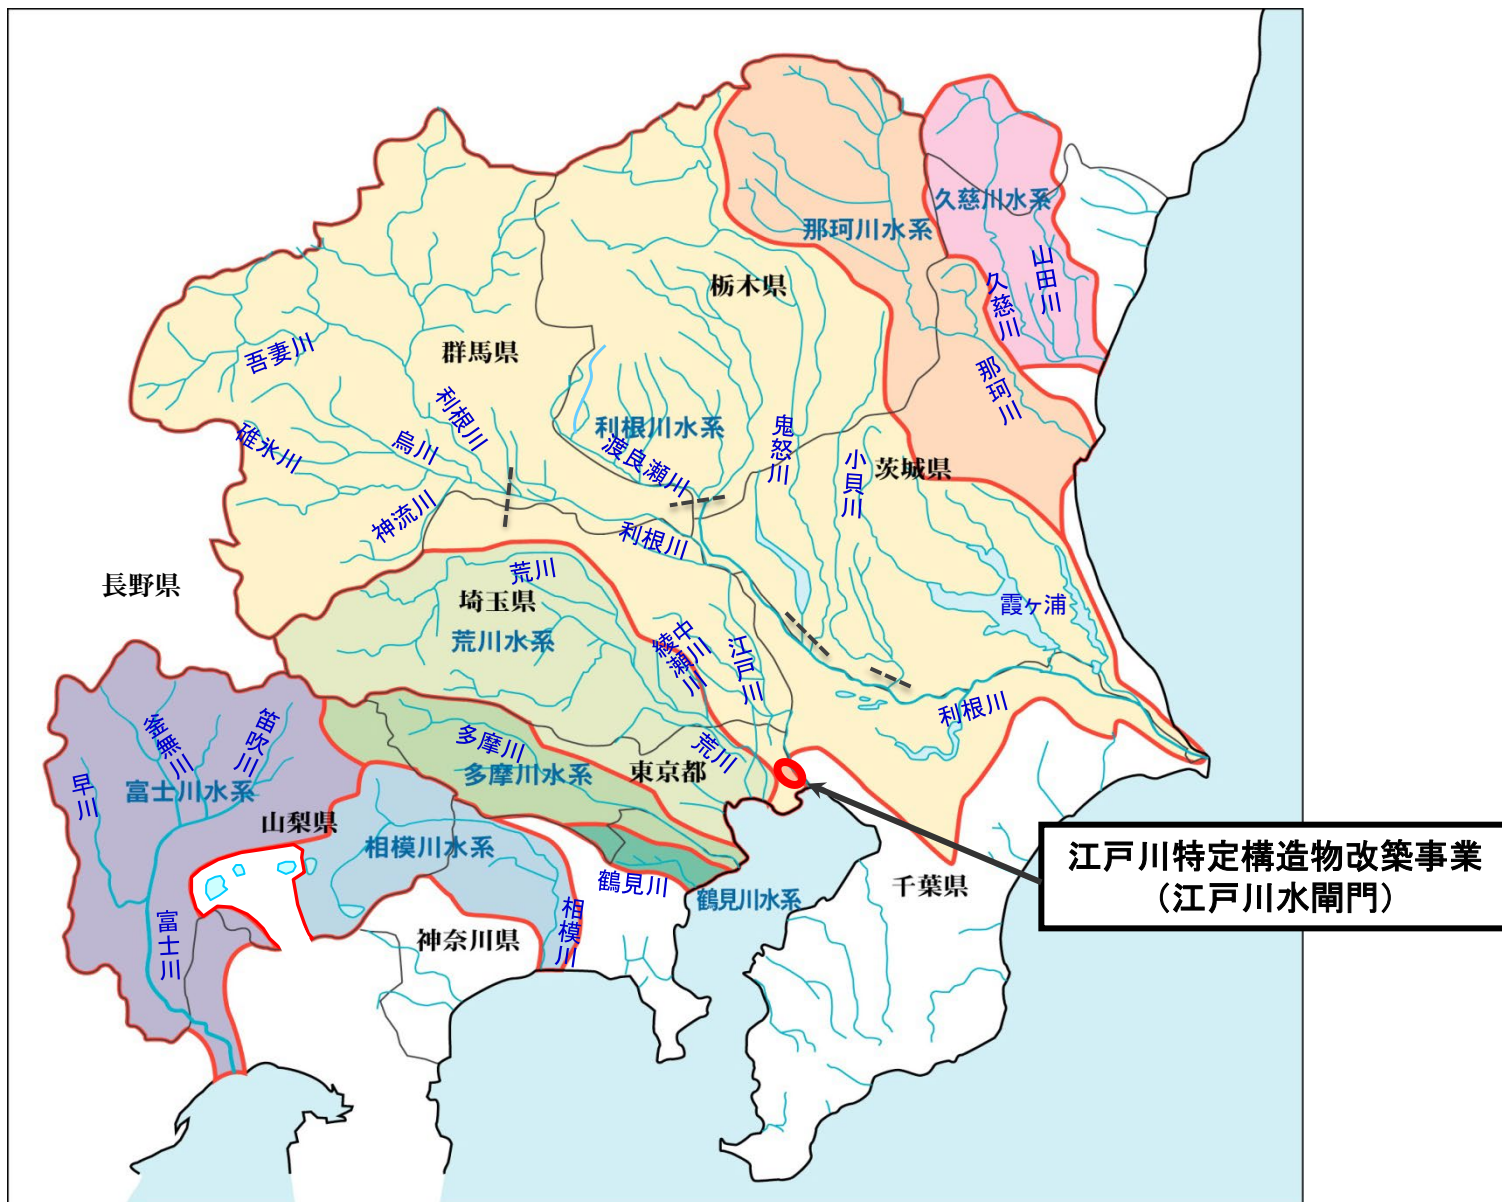 久慈川水系
那珂川水系
山田川
久慈川
栃木県
吾妻川
群馬県
那珂川
利根川
利根川水系
鬼怒川
碓氷川
烏川
渡良瀬川
小貝川
茨城県
神流川
利根川
長野県
荒川
埼玉県
霞ヶ浦
荒川水系
綾瀬川
中川
江戸川
利根川
釜無川
笛吹川
多摩川
荒川
早川
富士川水系
多摩川水系
東京都
山梨県
相模川水系
江戸川特定構造物改築事業
（江戸川水閘門）
鶴見川
鶴見川水系
千葉県
富士川
神奈川県
相模川